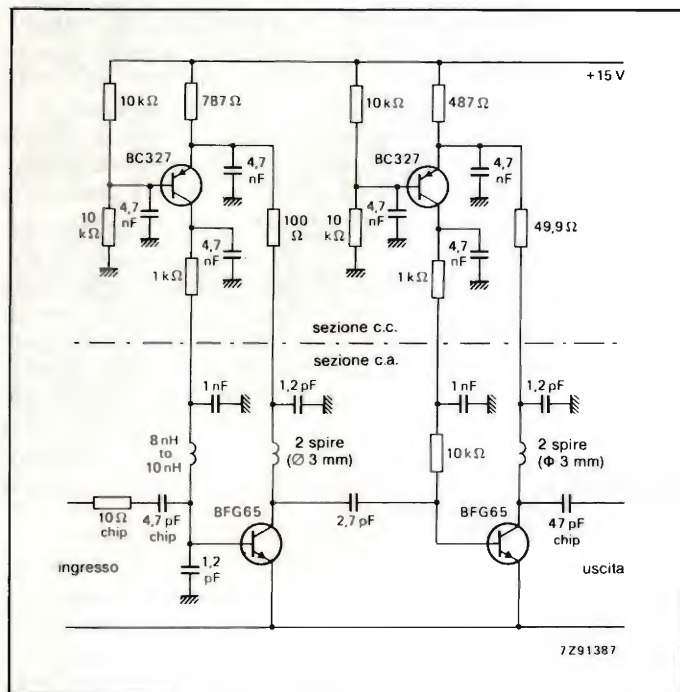 +15 V
10 kΩ
787 Ω
10 kΩ
487 Ω
BC327
4,7
nF
BC327
4,7
nF
10
kΩ
4,7
nF
100
Ω
10
kΩ
4,7
nF
49,9 Ω
4,7
nF
4,7
nF
1 kΩ
1 kΩ
sezione c.c.
sezione c.a.
1 nF
1,2 pF
1 nF
1,2 pF
8 nH
to
10 nH
2 spire
(Ø 3 mm)
10 kΩ
2 spire
(Φ 3 mm)
10 Ω
chip
4,7 pF
chip
BFG65
2,7 pF
BFG65
47 pF
chip
ingresso
1,2
pF
uscita
7Z91387